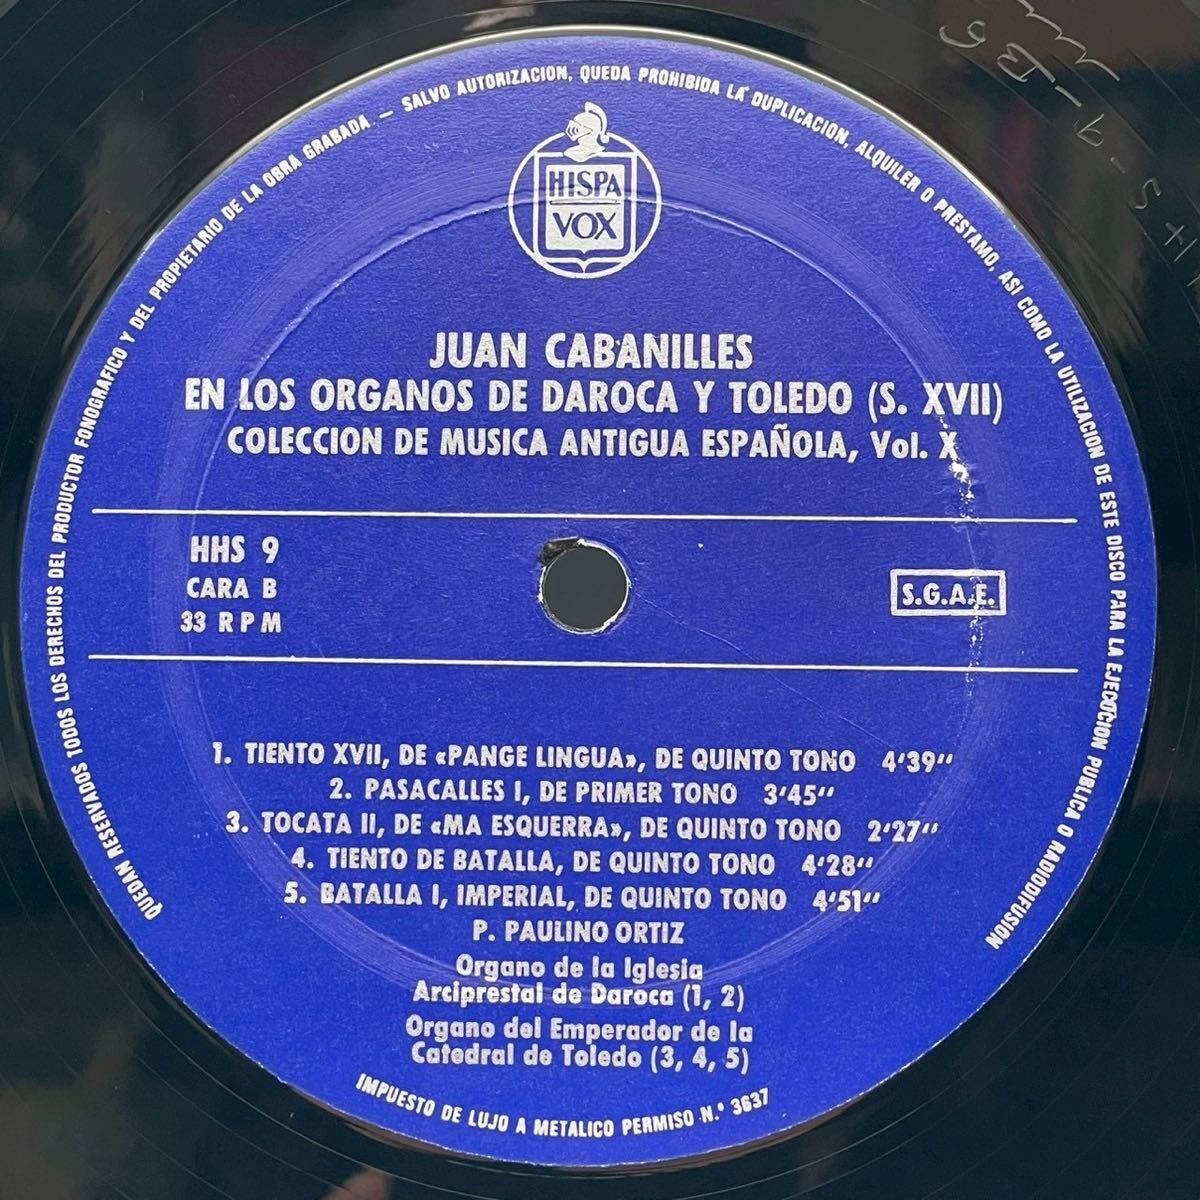 QUEDAN RESERVADOS TODOS LOS DERECHOS DEL PRODUCTOR FONOGRAFICO Y DEL PROPIETARIO DE LA OBRA GRABADA — SALVO AUTORIZACION, QUEDA PROHIBIDA LA DUPLICACION, ALQUILER O PRESTAMO, ASI COMO LA UTILIZACION DE ESTE DISCO PARA LA EJECUCION PUBLICA O RADIODIFUSION
HISPA
VOX
JUAN CABANILLES
EN LOS ORGANOS DE DAROCA Y TOLEDO (S. XVII)
COLECCION DE MUSICA ANTIGUA ESPAÑOLA, Vol. X
HHS 9
CARA B
33 RPM
S.G.A.E.
1. TIENTO XVII, DE «PANGE LINGUA», DE QUINTO TONO 4'39"
2. PASACALLES I, DE PRIMER TONO 3'45"
3. TOCATA II, DE «MA ESQUERRA», DE QUINTO TONO 2'27"
4. TIENTO DE BATALLA, DE QUINTO TONO 4'28"
5. BATALLA I, IMPERIAL, DE QUINTO TONO 4'51"
P. PAULINO ORTIZ
Organo de la Iglesia
Arciprestal de Daroca (1, 2)
Organo del Emperador de la
Catedral de Toledo (3, 4, 5)
IMPUESTO DE LUJO A METALICO PERMISO N.° 3637